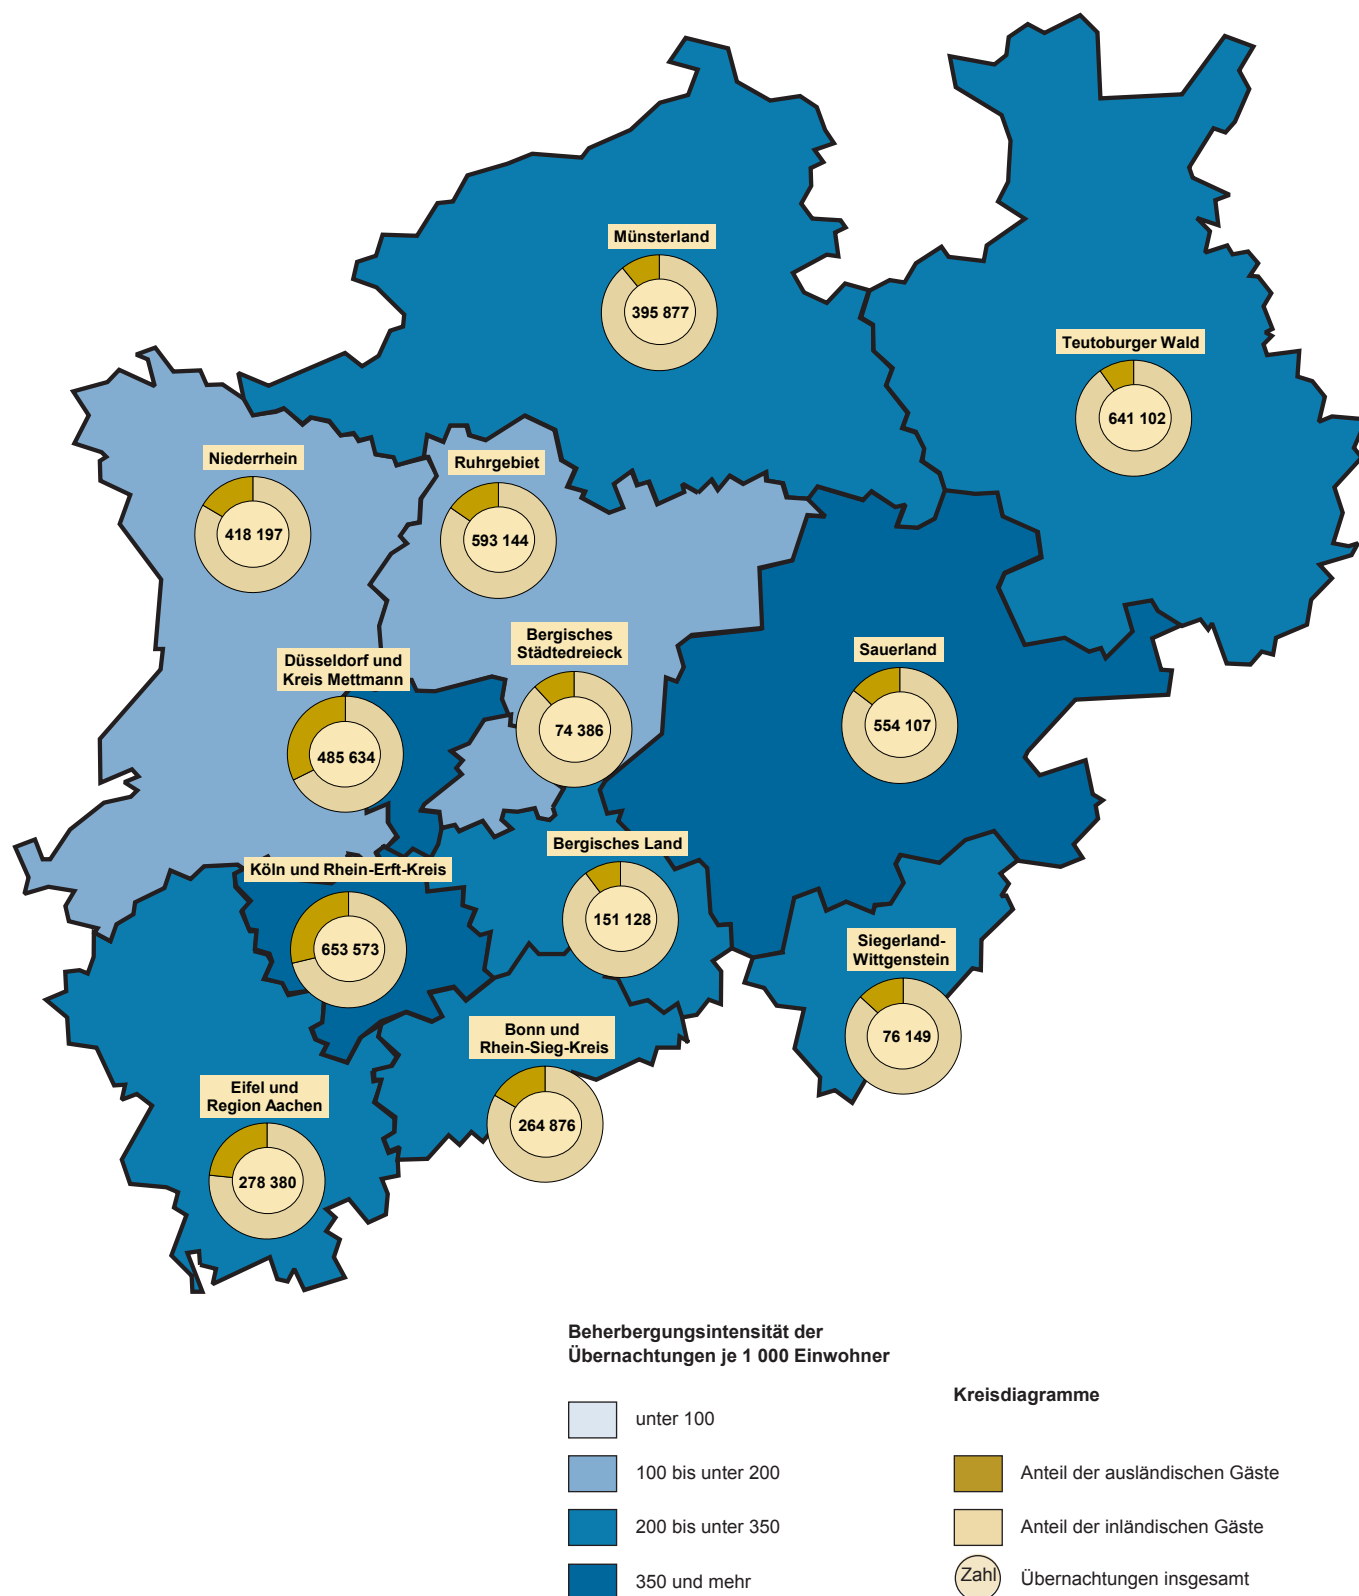 Münsterland
395 877
Teutoburger Wald
641 102
Niederrhein
418 197
Ruhrgebiet
593 144
Bergisches
Städtedreieck
74 386
Sauerland
554 107
Düsseldorf und
Kreis Mettmann
485 634
Bergisches Land
151 128
Köln und Rhein-Erft-Kreis
653 573
Siegerland-
Wittgenstein
76 149
Bonn und
Rhein-Sieg-Kreis
264 876
Eifel und
Region Aachen
278 380
Beherbergungsintensität der
Übernachtungen je 1 000 Einwohner
unter 100
100 bis unter 200
200 bis unter 350
350 und mehr
Kreisdiagramme
Anteil der ausländischen Gäste
Anteil der inländischen Gäste
Zahl
Übernachtungen insgesamt